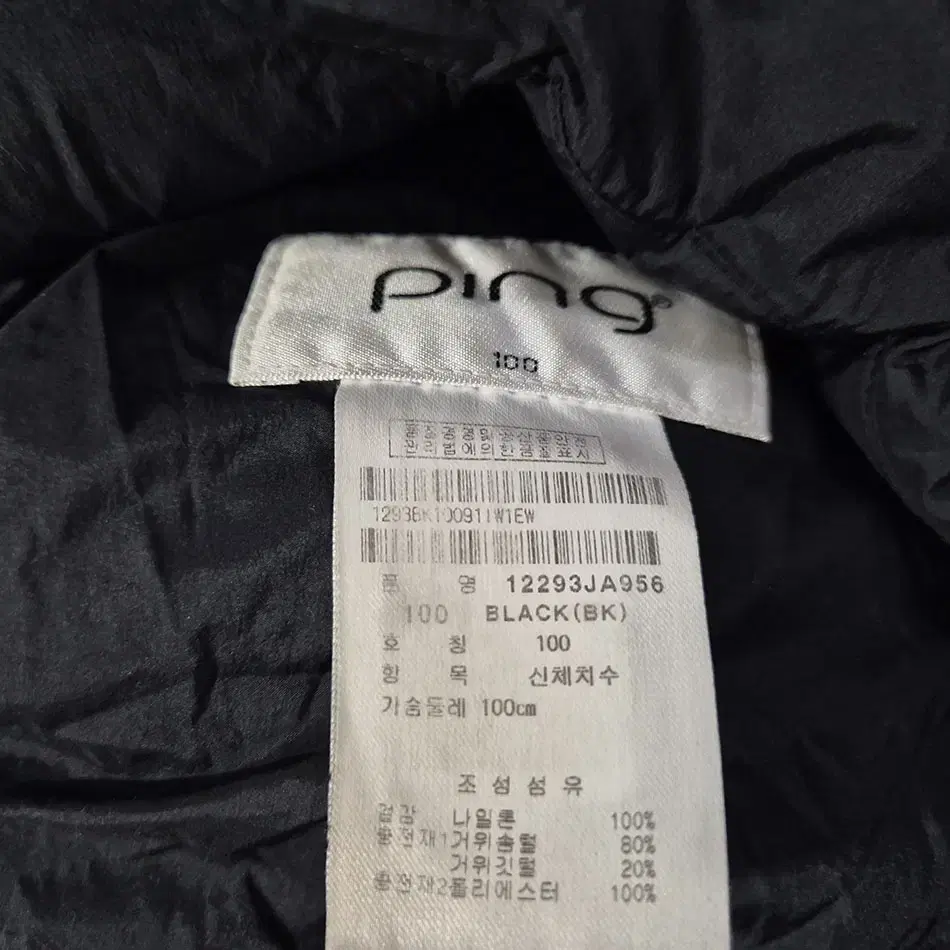 ping®
100
품질경영 및 공산품안전
관리법에 의한 품질표시
품 명 12293JA956
100 BLACK(BK)
호 칭 100
항 목 신체치수
가슴둘레 100cm
조성섬유
겉감 나일론 100%
충전재1 거위솜털 80%
거위깃털 20%
충전재2 폴리에스터 100%